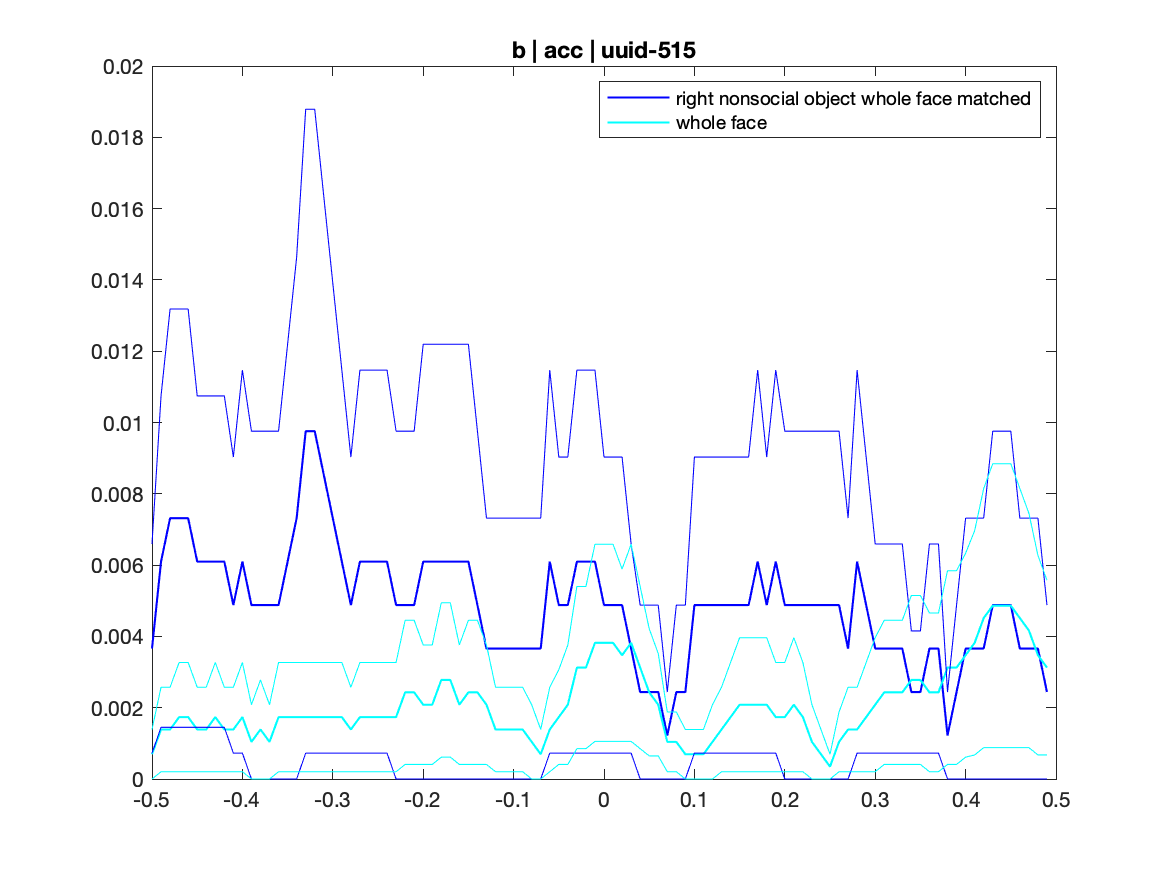 b | acc | uuid-515
right nonsocial object whole face matched
whole face
0.02
0.018
0.016
0.014
0.012
0.01
0.008
0.006
0.004
0.002
0
-0.5 -0.4 -0.3 -0.2 -0.1 0 0.1 0.2 0.3 0.4 0.5